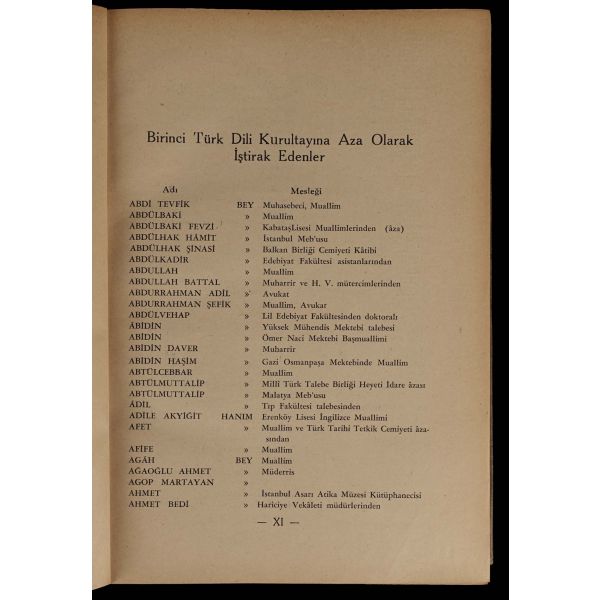 Birinci Türk Dili Kurultayına Aza Olarak
İştirak Edenler
Adı Mesleği
ABDİ TEVFİK BEY Muhasebeci, Muallim
ABDÜLBAKİ » Muallim
ABDÜLBAKİ FEVZİ » KabataşLisesi Muallimlerinden (âza)
ABDÜLHAK HÂMİT » İstanbul Meb'usu
ABDÜLHAK ŞİNASİ » Balkan Birliği Cemiyeti Kâtibi
ABDÜLKADİR » Edebiyat Fakültesi asistanlarından
ABDULLAH » Muallim
ABDULLAH BATTAL » Muharrir ve H. V. mütercimlerinden
ABDURRAHMAN ADİL » Avukat
ABDURRAHMAN ŞEFİK » Muallim, Avukar
ABDÜLVEHAP » Lil Edebiyat Fakültesinden doktoralı
ABİDİN » Yüksek Mühendis Mektebi talebesi
ABİDİN » Ömer Naci Mektebi Başmuallimi
ABİDİN DAVER » Muharrir
ABİDİN HAŞİM » Gazi Osmanpaşa Mektebinde Muallim
ABTÜLCEBBAR » Muallim
ABTÜLMUTTALİP » Millî Türk Talebe Birliği Heyeti İdare âzası
ABTÜLMUTTALİP » Malatya Meb'usu
ÂDİL » Tıp Fakültesi talebesinden
ADİLE AKYİĞİT HANIM Erenköy Lisesi İngilizce Muallimi
AFET » Muallim ve Türk Tarihi Tetkik Cemiyeti âza-
sından
AFİFE » Muallim
AGÂH BEY Muallim
AĞAOĞLU AHMET » Müderris
AGOP MARTAYAN »
AHMET » İstanbul Asarı Atika Müzesi Kütüphanecisi
AHMET BEDİ » Hariciye Vekâleti müdürlerinden
— XI —